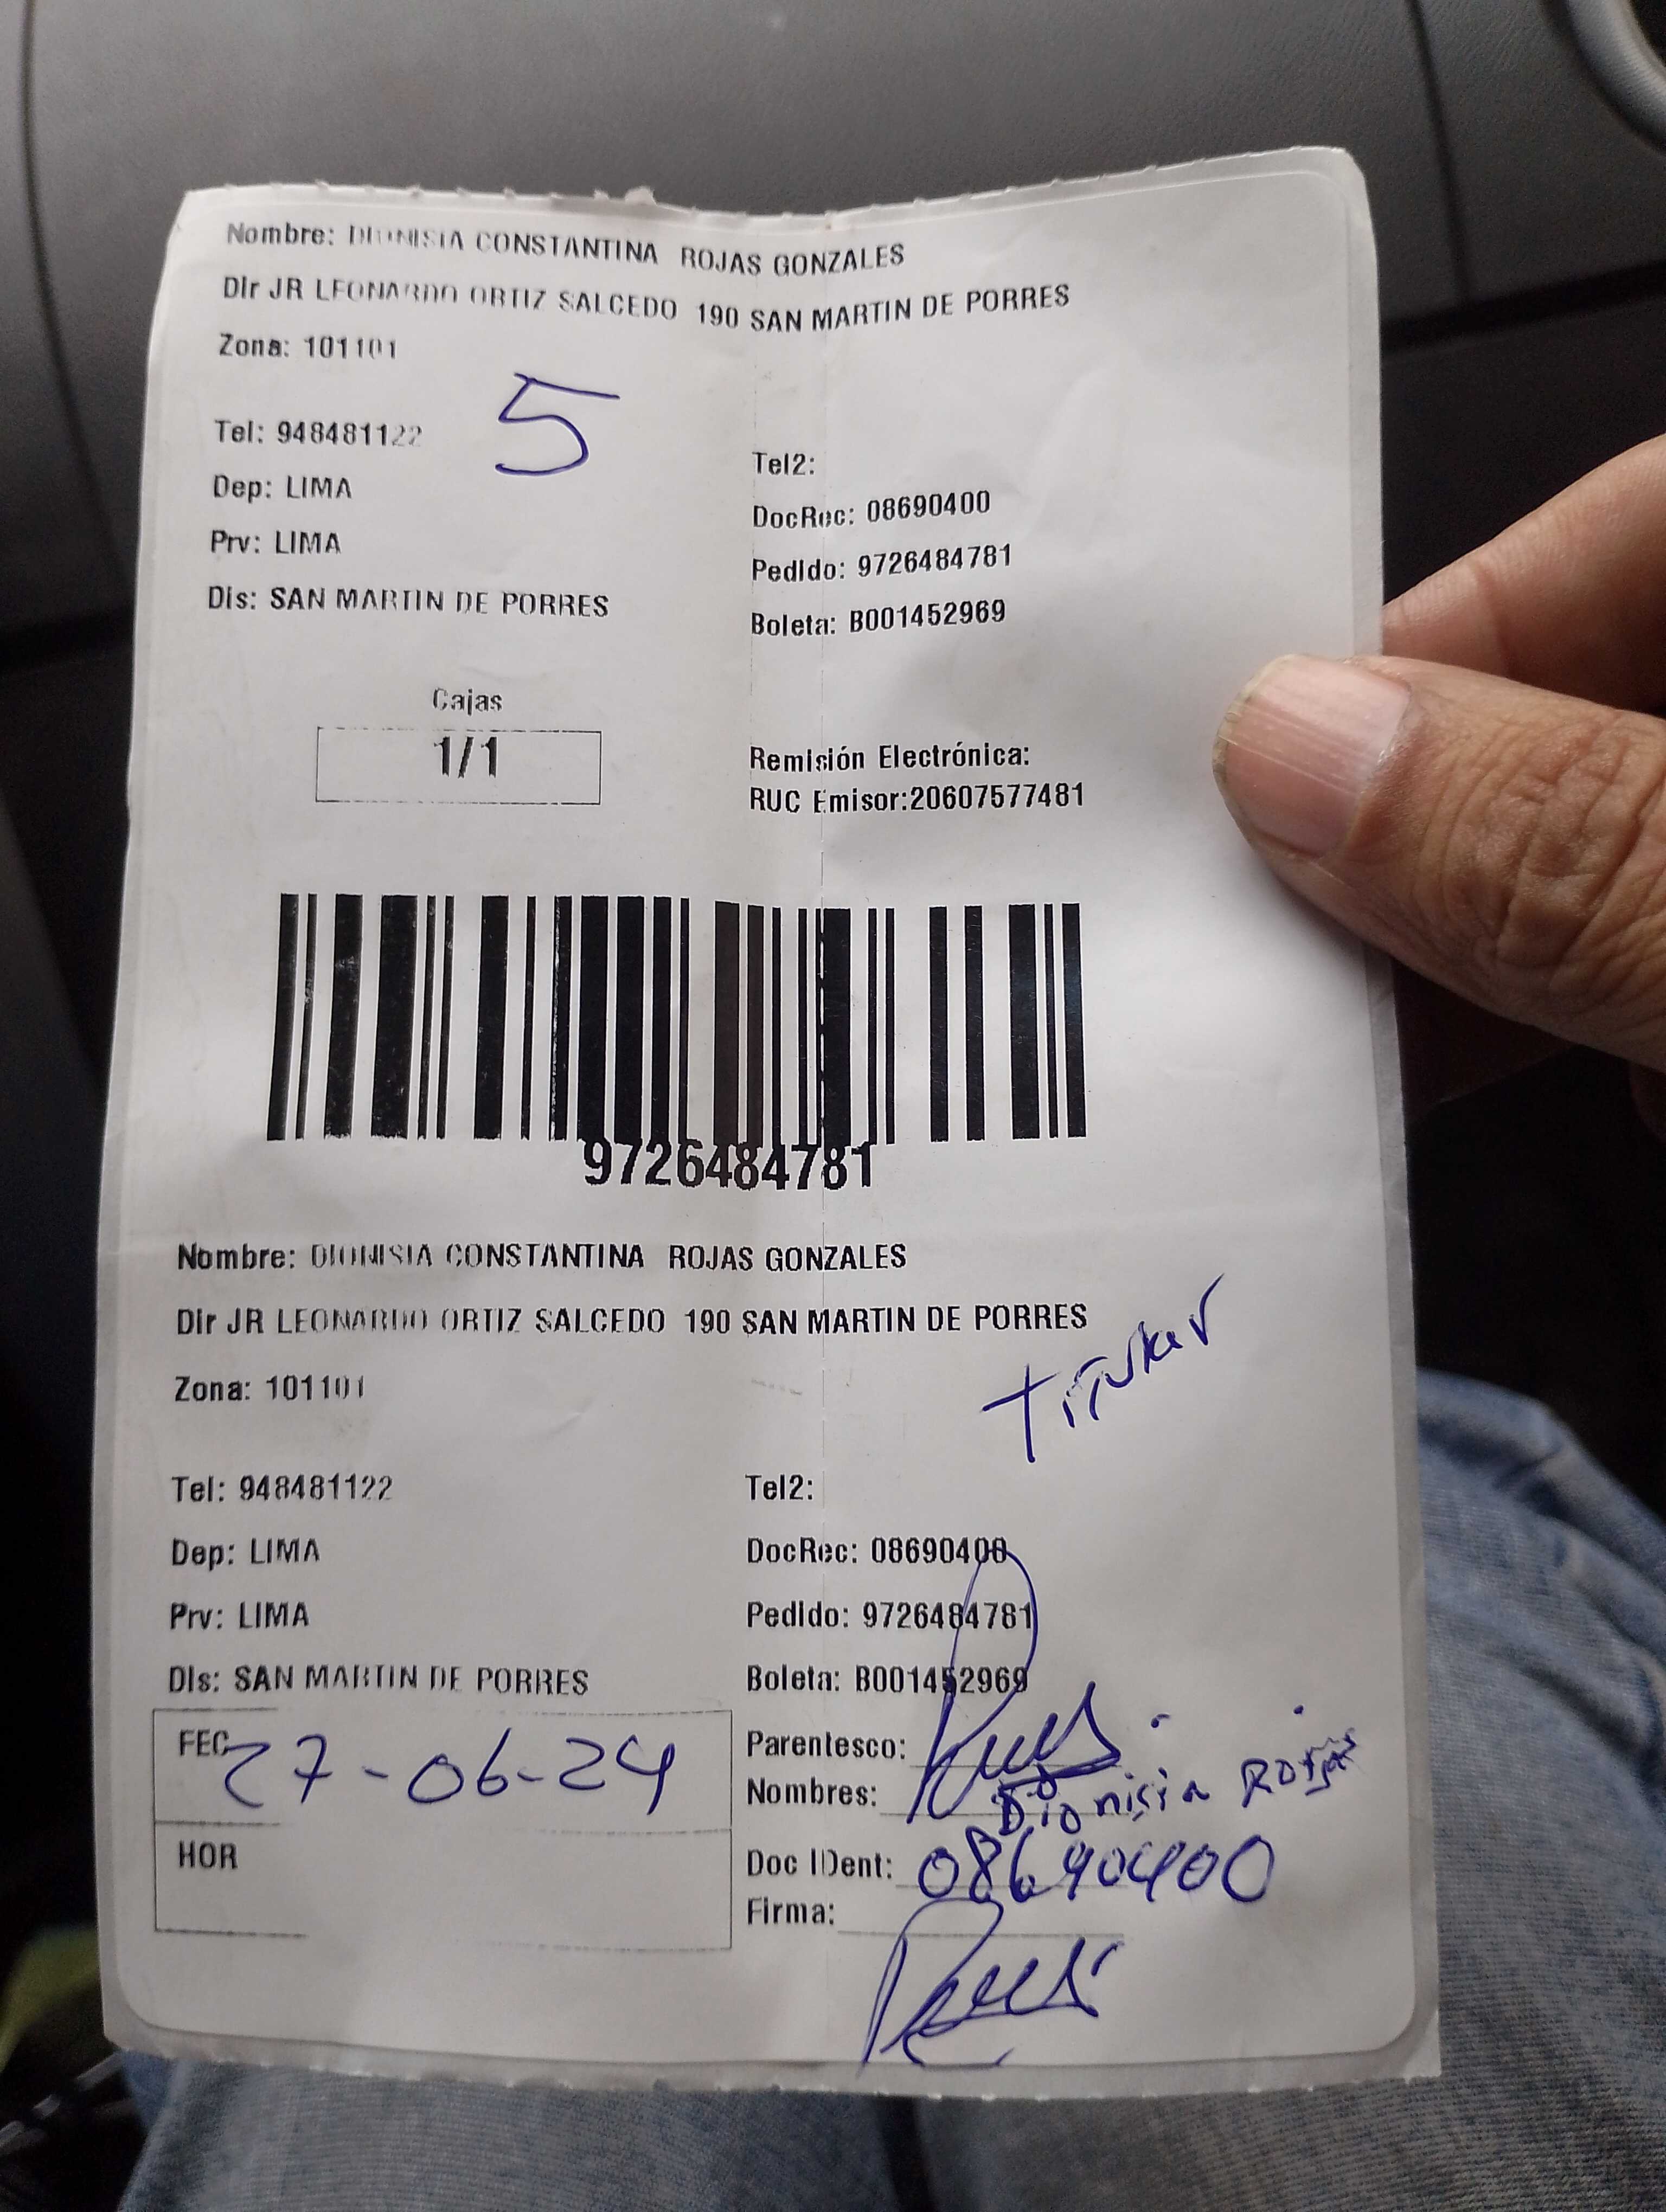 Nombre: DIONISIA CONSTANTINA ROJAS GONZALES
Dir JR LEONARDO ORTIZ SALCEDO 190 SAN MARTIN DE PORRES
Zona: 101101
5
Tel: 948481122
Tel2:
Dep: LIMA
DocRec: 08690400
Prv: LIMA
Pedido: 9726484781
Dis: SAN MARTIN DE PORRES
Boleta: B001452969
Cajas
1/1
Remisión Electrónica:
RUC Emisor:20607577481
9726484781
Nombre: DIONISIA CONSTANTINA ROJAS GONZALES
Dir JR LEONARDO ORTIZ SALCEDO 190 SAN MARTIN DE PORRES
Zona: 101101
Tel: 948481122
Tel2:
Dep: LIMA
DocRec: 08690400
Prv: LIMA
Pedido: 9726484781
Dis: SAN MARTIN DE PORRES
Boleta: B001452969
FEC 27-06-24
Parentesco:
Nombres: Dionisia Rojas
HOR
Doc IDent: 08690400
Firma: